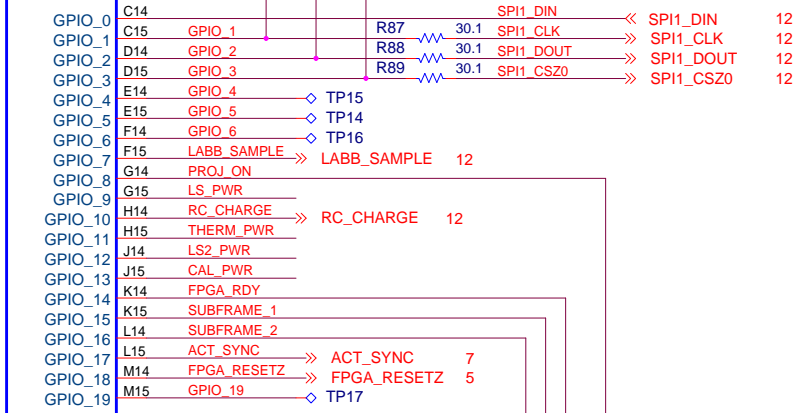 C14 SPI1_DIN
GPIO_0 SPI1_DIN 12
C15 GPIO_1 R87 30.1 SPI1_CLK
GPIO_1 SPI1_CLK 12
D14 GPIO_2 R88 30.1 SPI1_DOUT
GPIO_2 SPI1_DOUT 12
D15 GPIO_3 R89 30.1 SPI1_CSZ0
GPIO_3 SPI1_CSZ0 12
E14 GPIO_4
GPIO_4 TP15
E15 GPIO_5
GPIO_5 TP14
F14 GPIO_6
GPIO_6 TP16
F15 LABB_SAMPLE
GPIO_7 LABB_SAMPLE 12
G14 PROJ_ON
GPIO_8
G15 LS_PWR
GPIO_9
H14 RC_CHARGE
GPIO_10 RC_CHARGE 12
H15 THERM_PWR
GPIO_11
J14 LS2_PWR
GPIO_12
J15 CAL_PWR
GPIO_13
K14 FPGA_RDY
GPIO_14
K15 SUBFRAME_1
GPIO_15
L14 SUBFRAME_2
GPIO_16
L15 ACT_SYNC
GPIO_17 ACT_SYNC 7
M14 FPGA_RESETZ
GPIO_18 FPGA_RESETZ 5
M15 GPIO_19
GPIO_19 TP17